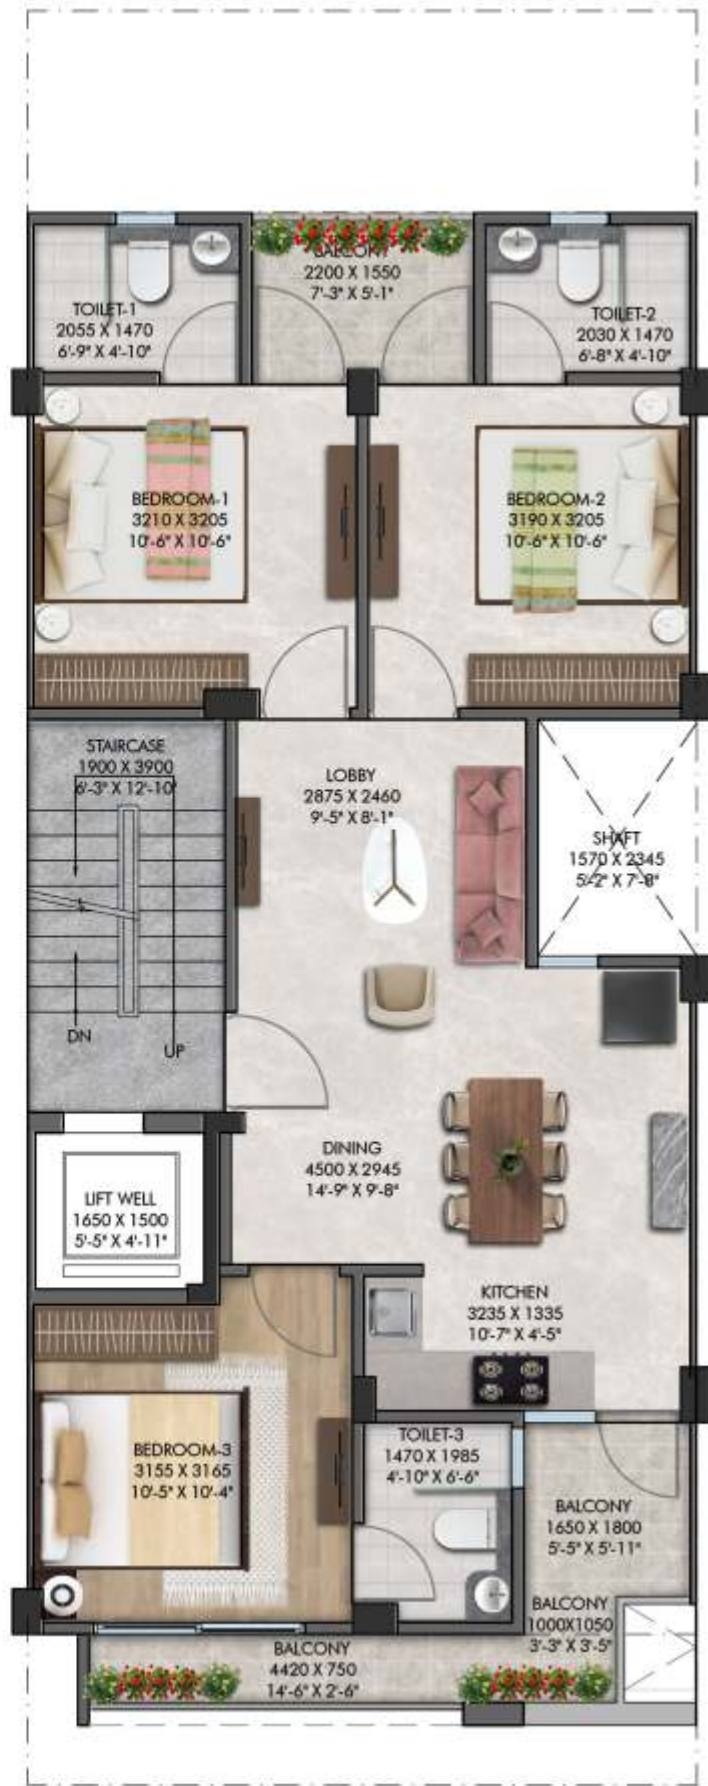 BALCONY
2200 X 1550
7'-3" X 5'-1"
TOILET-1
2055 X 1470
6'-9" X 4'-10"
TOILET-2
2030 X 1470
6'-8" X 4'-10"
BEDROOM-1
3210 X 3205
10'-6" X 10'-6"
BEDROOM-2
3190 X 3205
10'-6" X 10'-6"
STAIRCASE
1900 X 3900
6'-3" X 12'-10"
LOBBY
2875 X 2460
9'-5" X 8'-1"
SHAFT
1570 X 2345
5'-2" X 7'-8"
DN
UP
DINING
4500 X 2945
14'-9" X 9'-8"
LIFT WELL
1650 X 1500
5'-5" X 4'-11"
KITCHEN
3235 X 1335
10'-7" X 4'-5"
BEDROOM-3
3155 X 3165
10'-5" X 10'-4"
TOILET-3
1470 X 1985
4'-10" X 6'-6"
BALCONY
1650 X 1800
5'-5" X 5'-11"
BALCONY
1000X1050
3'-3" X 3'-5"
BALCONY
4420 X 750
14'-6" X 2'-6"